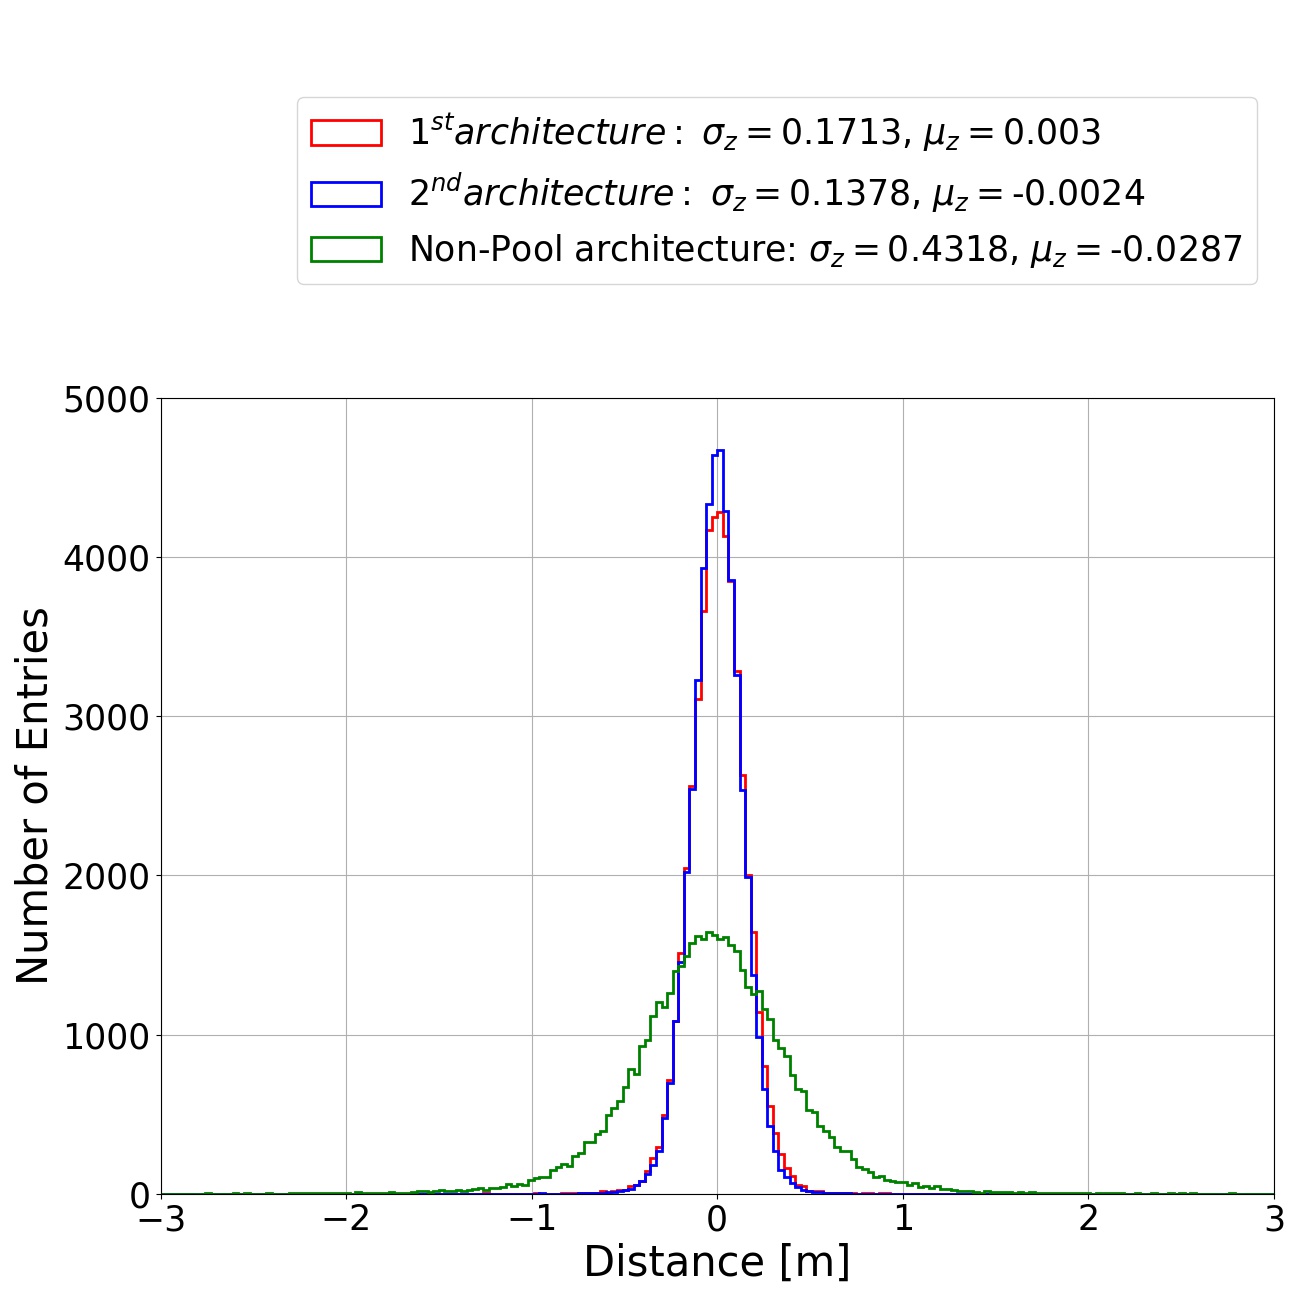 1st architecture: σz = 0.1713, μz = 0.003
2nd architecture: σz = 0.1378, μz = -0.0024
Non-Pool architecture: σz = 0.4318, μz = -0.0287
5000
4000
3000
2000
1000
0
Number of Entries
−3 −2 −1 0 1 2 3
Distance [m]